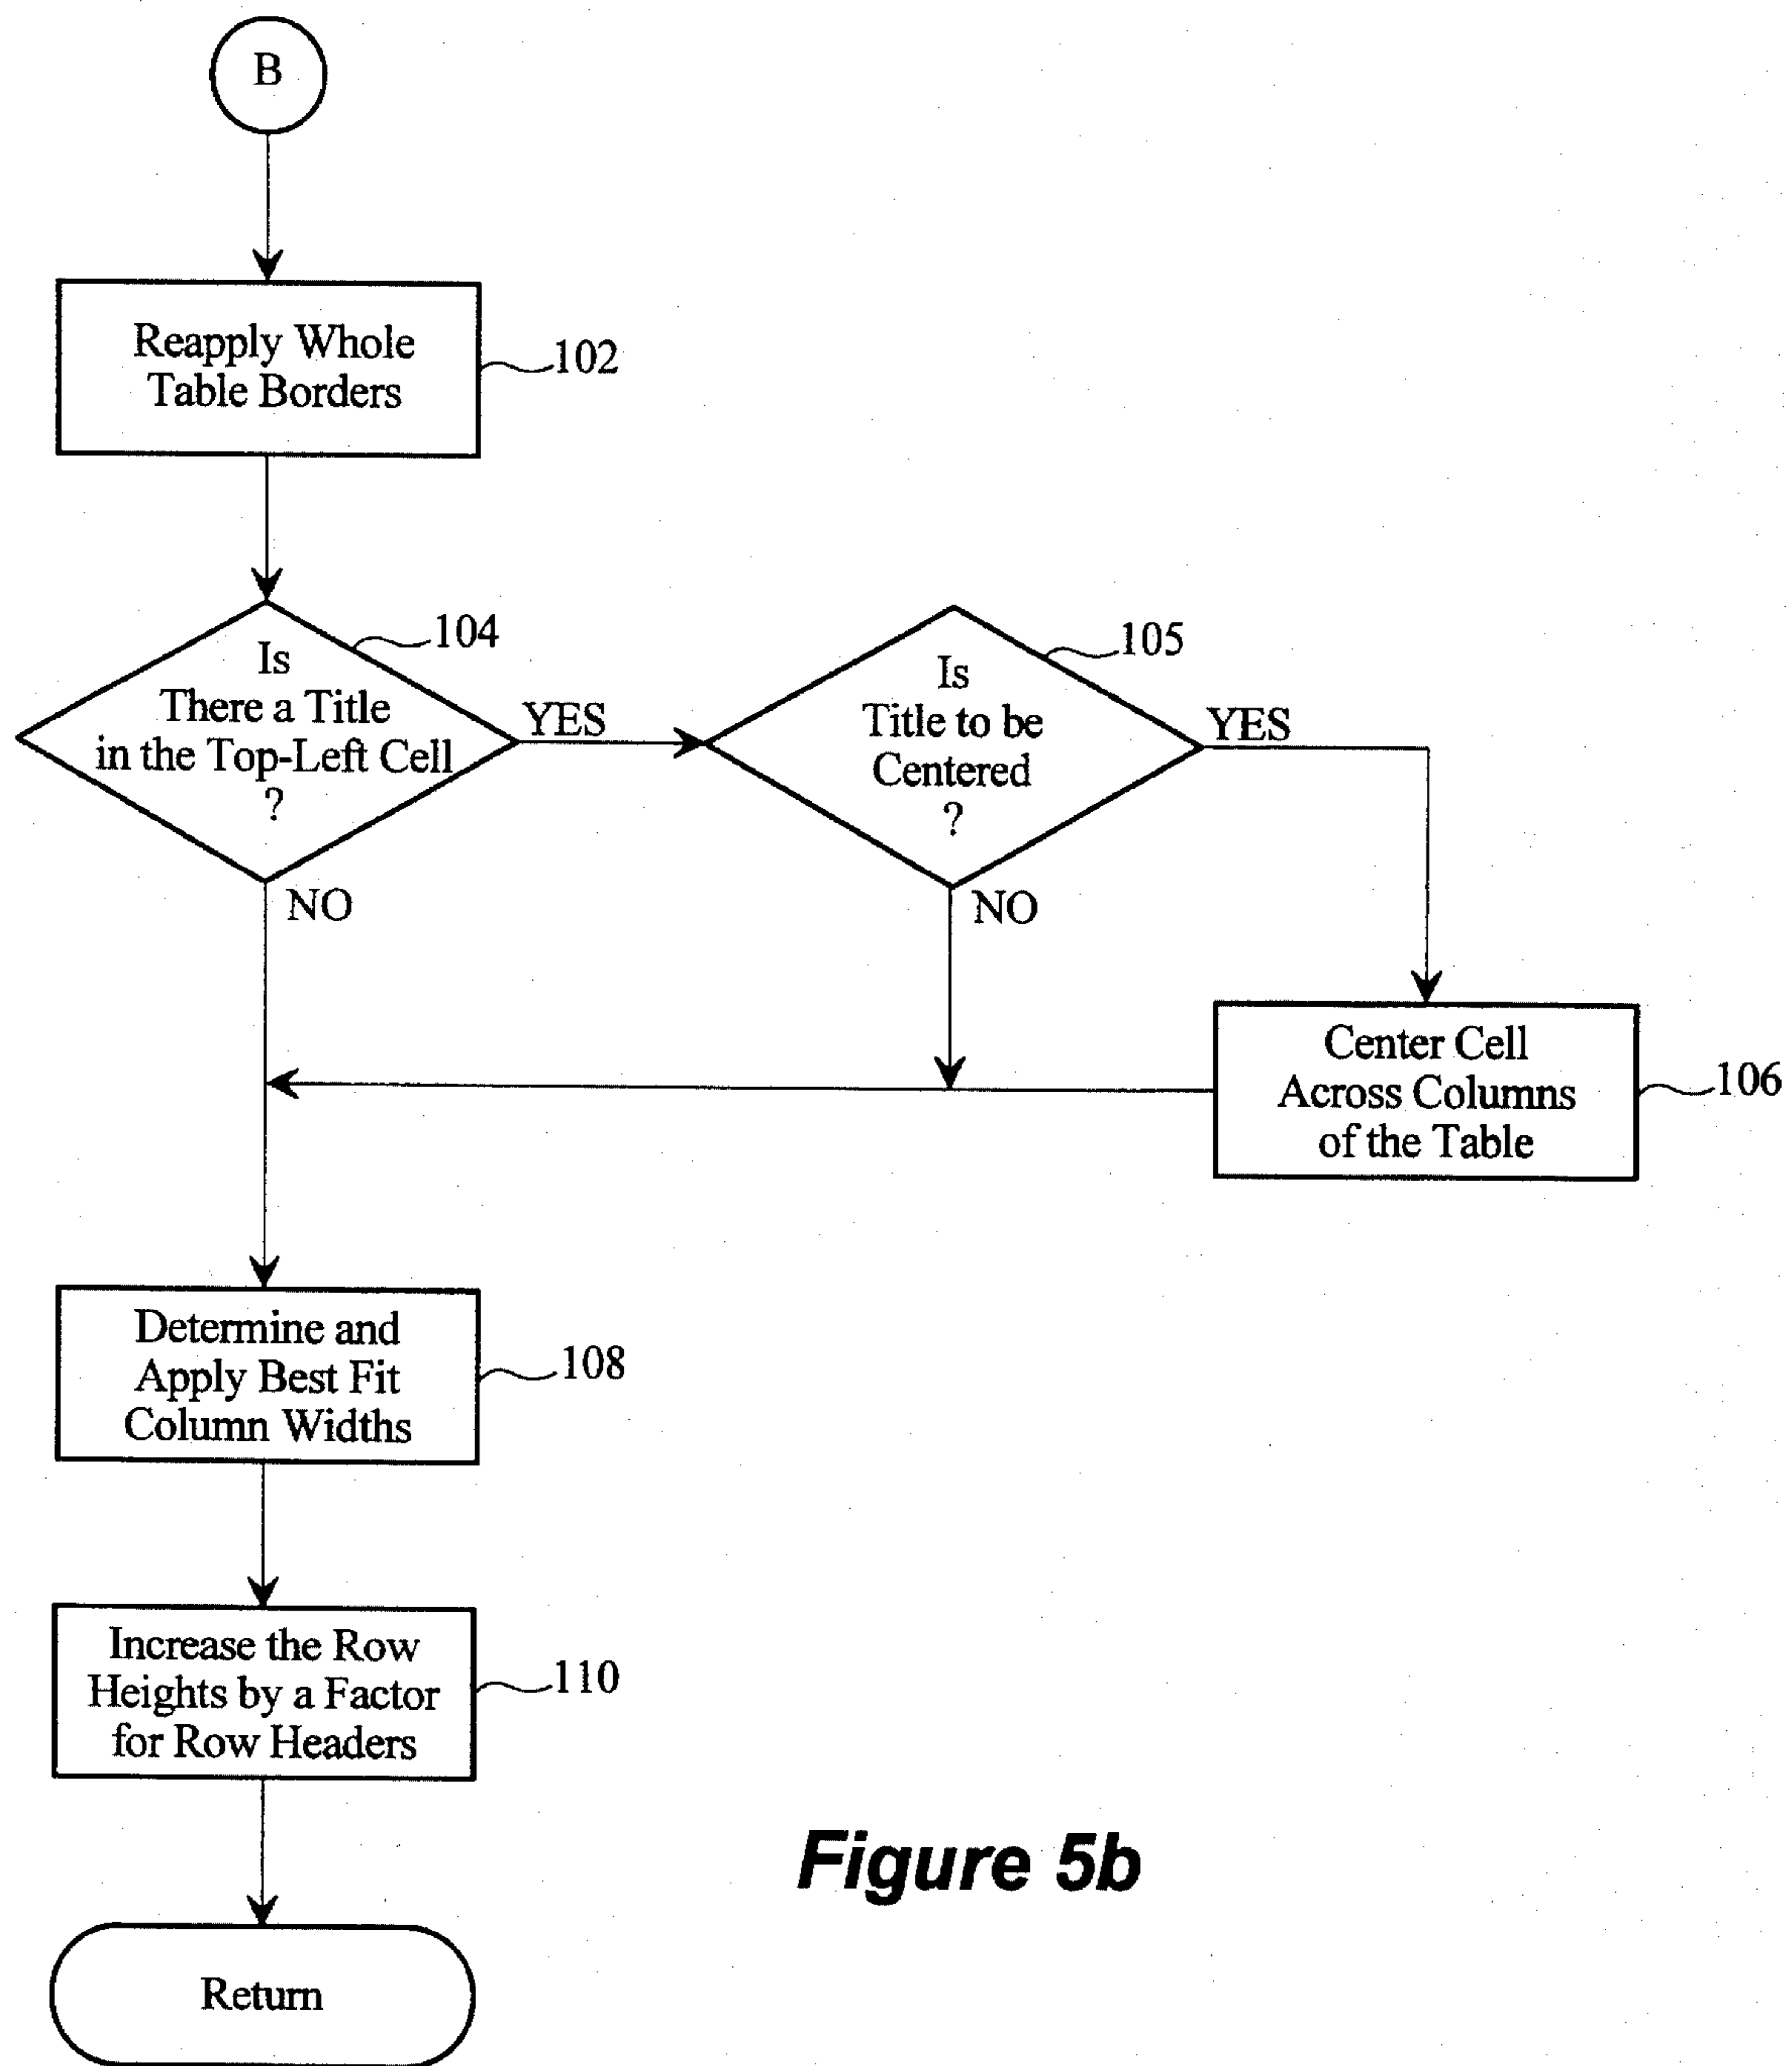 B
Reapply Whole
Table Borders
102
Is
There a Title
in the Top-Left Cell
?
104
YES
NO
Is
Title to be
Centered
?
105
YES
NO
Center Cell
Across Columns
of the Table
106
Determine and
Apply Best Fit
Column Widths
108
Increase the Row
Heights by a Factor
for Row Headers
110
Return
Figure 5b